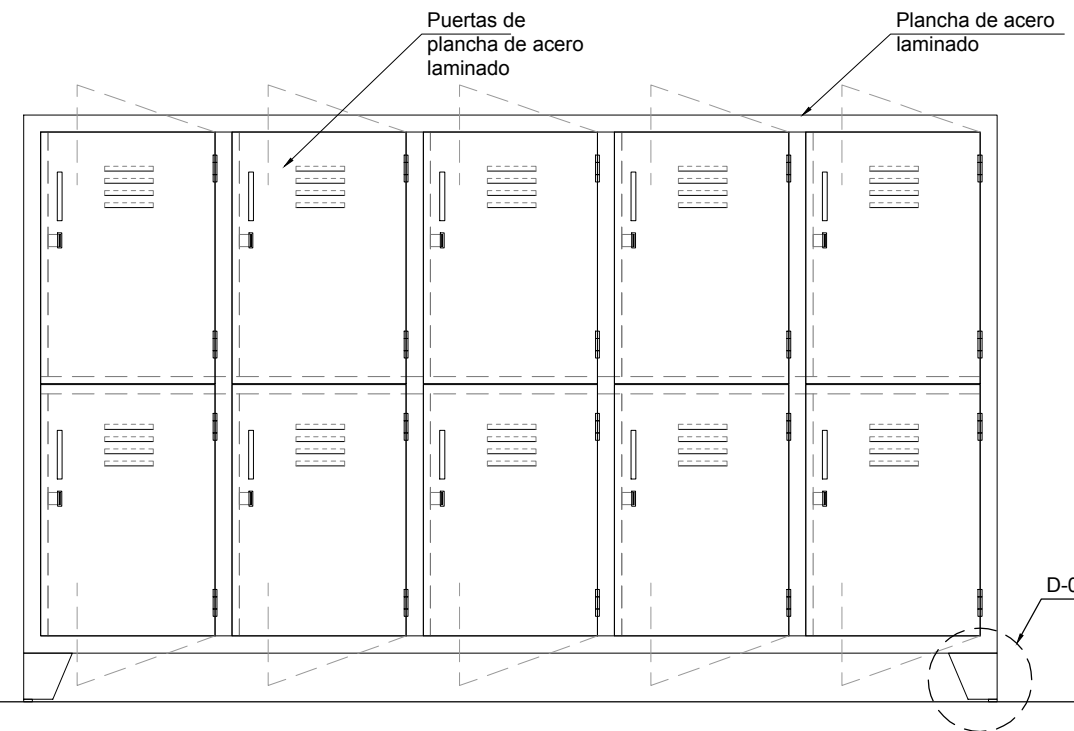 Puertas de
plancha de acero
laminado
Plancha de acero
laminado